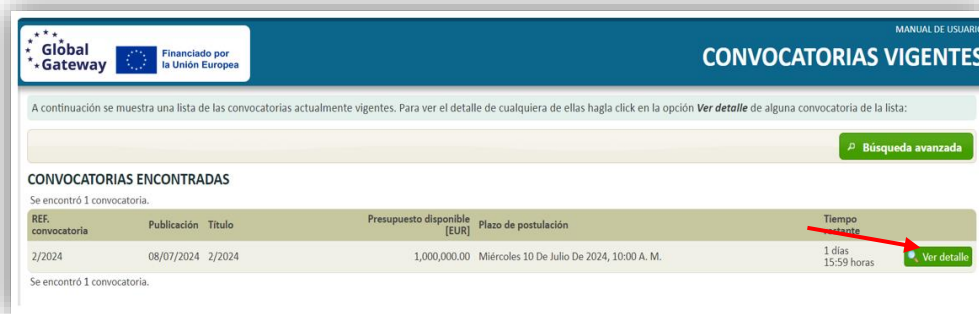 Global
Gateway
Financiado por
la Unión Europea
MANUAL DE USUARIO
CONVOCATORIAS VIGENTES
A continuación se muestra una lista de las convocatorias actualmente vigentes. Para ver el detalle de cualquiera de ellas hagla click en la opción Ver detalle de alguna convocatoria de la lista:
Búsqueda avanzada
CONVOCATORIAS ENCONTRADAS
Se encontró 1 convocatoria.
REF. convocatoria Publicación Título Presupuesto disponible [EUR] Plazo de postulación Tiempo restante
2/2024 08/07/2024 2/2024 1,000,000.00 Miércoles 10 De Julio De 2024, 10:00 A. M. 1 días 15:59 horas Ver detalle
Se encontró 1 convocatoria.